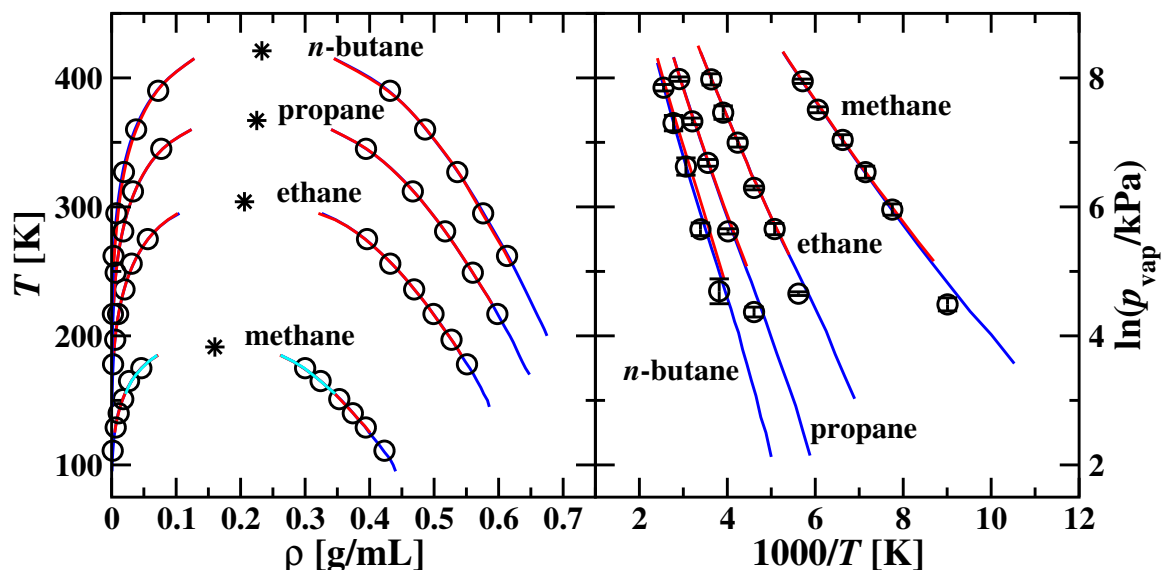 n-butane
propane
ethane
methane
400
300
200
100
T [K]
0 0.1 0.2 0.3 0.4 0.5 0.6 0.7
ρ [g/mL]
methane
ethane
n-butane
propane
8
6
4
2
ln(p_vap/kPa)
2 4 6 8 10 12
1000/T [K]